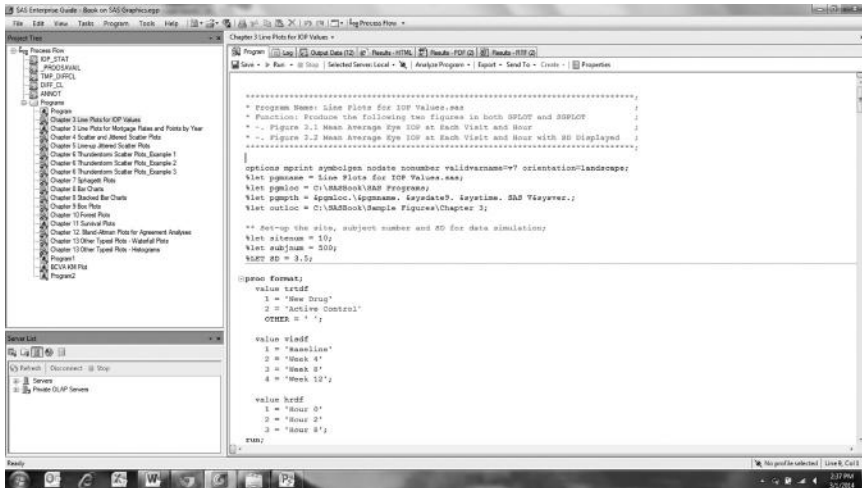 SAS Enterprise Guide - Book on SAS Graphics.egp
File Edit View Tasks Program Tools Help Process Flow
Project Tree
Process Flow
IOP_STAT
_PROOSAVAIL
TMP_DIFFCL
DIFF_CL
ANNOT
Programs
Program
Chapter 3 Line Plots for IOP Values
Chapter 3 Line Plots for Mortgage Rates and Points by Year
Chapter 4 Scatter and Jittered Scatter Plots
Chapter 5 Line-up Jittered Scatter Plots
Chapter 6 Thunderstorm Scatter Plots_Example 1
Chapter 6 Thunderstorm Scatter Plots_Example 2
Chapter 6 Thunderstorm Scatter Plots_Example 3
Chapter 7 Spaghetti Plots
Chapter 8 Bar Charts
Chapter 8 Stacked Bar Charts
Chapter 9 Box Plots
Chapter 10 Forest Plots
Chapter 11 Survival Plots
Chapter 12. Bland-Altman Plots for Agreement Analyses
Chapter 13 Other Typed Plots - Waterfall Plots
Chapter 13 Other Typed Plots - Histograms
Program1
BCVA KM Plot
Program2
Server List
Refresh Disconnect Stop
Servers
Private OLAP Servers
Chapter 3 Line Plots for IOP Values
Program Log Output Data (12) Results - HTML Results - PDF (2) Results - RTF (2)
Save Run Stop Selected Server: Local Analyze Program Export Send To Create Properties
* Program Name: Line Plots for IOP Values.sas ;
* Function: Produce the following two figures in both GPLOT and SGPLOT ;
* -. Figure 3.1 Mean Average Eye IOP at Each Visit and Hour ;
* -. Figure 3.2 Mean Average Eye IOP at Each Visit and Hour with SD Displayed ;
options mprint symbolgen nodate nonumber validvarname=v7 orientation=landscape;
%let pgmname = Line Plots for IOP Values.sas;
%let pgmloc = C:\SASBook\SAS Programs;
%let pgmpth = &pgmloc.\&pgmname. &sysdate9. &systime. SAS V&sysver.;
%let outloc = C:\SASBook\Sample Figures\Chapter 3;
** Set-up the site, subject number and SD for data simulation;
%let sitenum = 10;
%let subjnum = 500;
%LET SD = 3.5;
proc format;
value trtdf
1 = 'New Drug'
2 = 'Active Control'
OTHER = ' ';
value visdf
1 = 'Baseline'
2 = 'Week 4'
3 = 'Week 8'
4 = 'Week 12';
value hrdf
1 = 'Hour 0'
2 = 'Hour 2'
3 = 'Hour 8';
run;
Ready
No profile selected Line 8, Col 1
2:37 PM
3/1/2014